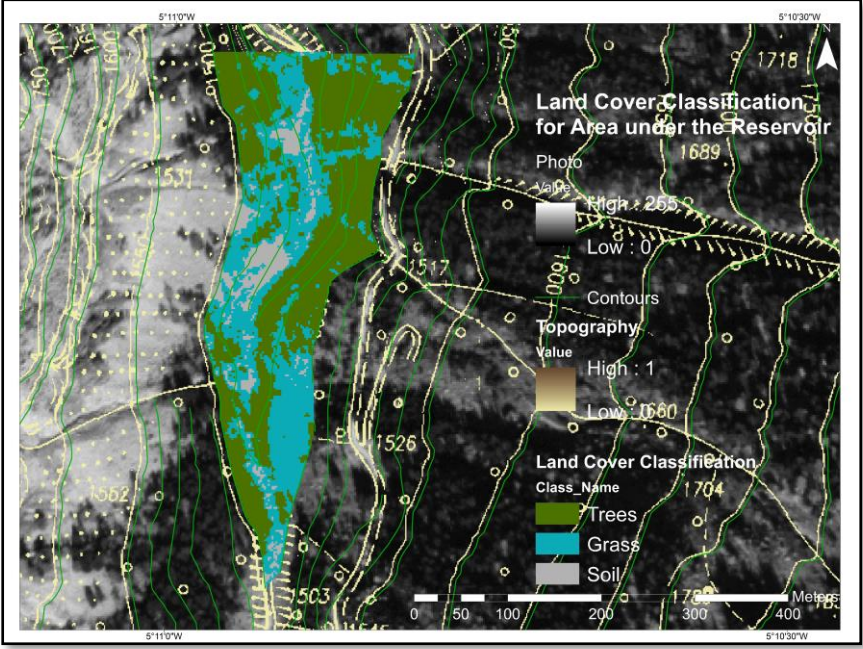 5°11'0"W
5°10'30"W
N
1718
Land Cover Classification
for Area under the Reservoir
1689
Photo
Value
High : 255
Low : 0
1531
1517
Contours
Topography
Value
High : 1
Low : 0
1660
1526
1562
Land Cover Classification
Class_Name
1704
Trees
Grass
Soil
1503
Meters
0 50 100 200 300 400
5°11'0"W
5°10'30"W